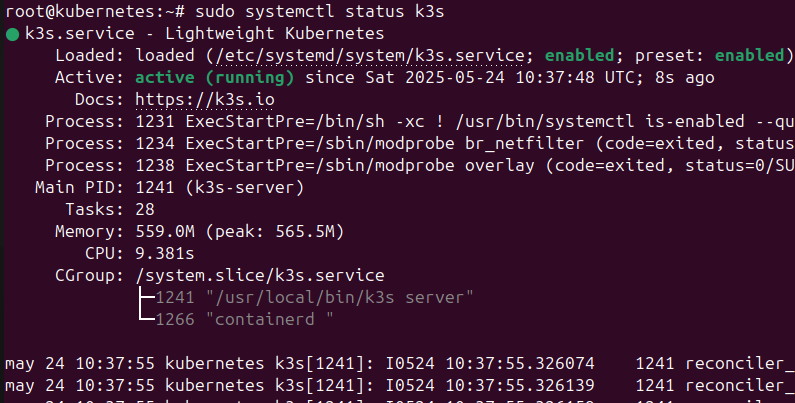 root@kubernetes:~# sudo systemctl status k3s
● k3s.service - Lightweight Kubernetes
Loaded: loaded (/etc/systemd/system/k3s.service; enabled; preset: enabled)
Active: active (running) since Sat 2025-05-24 10:37:48 UTC; 8s ago
Docs: https://k3s.io
Process: 1231 ExecStartPre=/bin/sh -xc ! /usr/bin/systemctl is-enabled --qu
Process: 1234 ExecStartPre=/sbin/modprobe br_netfilter (code=exited, status
Process: 1238 ExecStartPre=/sbin/modprobe overlay (code=exited, status=0/SU
Main PID: 1241 (k3s-server)
Tasks: 28
Memory: 559.0M (peak: 565.5M)
CPU: 9.381s
CGroup: /system.slice/k3s.service
├─1241 "/usr/local/bin/k3s server"
└─1266 "containerd "
may 24 10:37:55 kubernetes k3s[1241]: I0524 10:37:55.326074 1241 reconciler_
may 24 10:37:55 kubernetes k3s[1241]: I0524 10:37:55.326139 1241 reconciler_